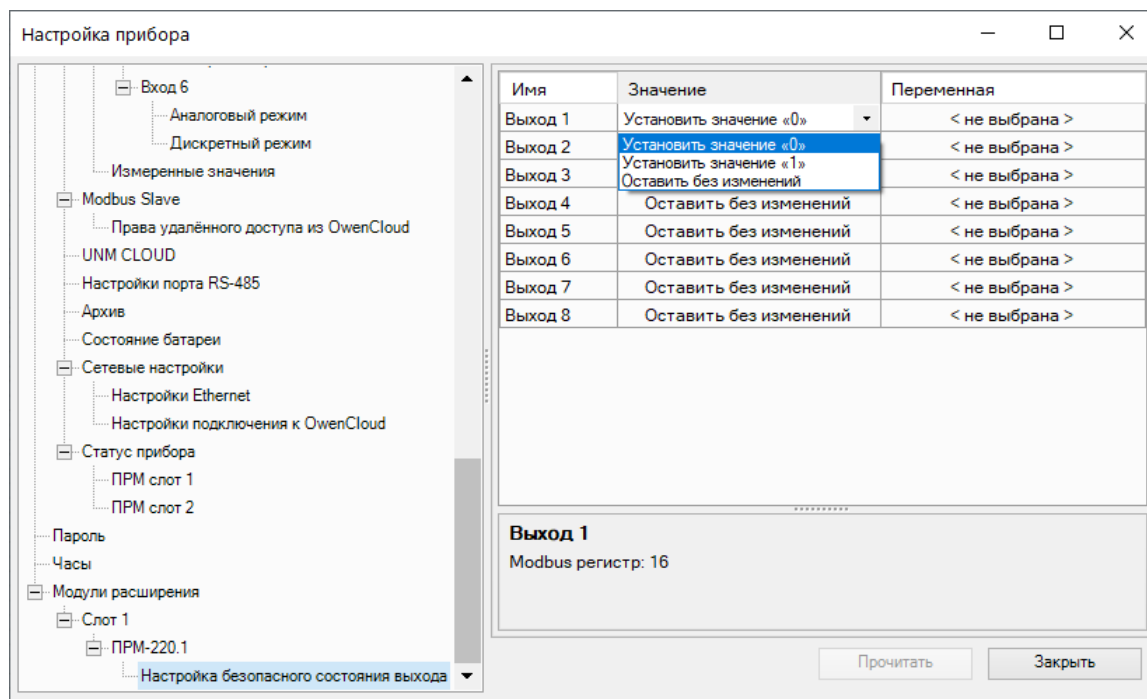 Настройка прибора
Вход 6
Аналоговый режим
Дискретный режим
Измеренные значения
Modbus Slave
Права удалённого доступа из OwenCloud
UNM CLOUD
Настройки порта RS-485
Архив
Состояние батареи
Сетевые настройки
Настройки Ethernet
Настройки подключения к OwenCloud
Статус прибора
ПРМ слот 1
ПРМ слот 2
Пароль
Часы
Модули расширения
Слот 1
ПРМ-220.1
Настройка безопасного состояния выхода
Имя Значение Переменная
Выход 1 Установить значение «0» < не выбрана >
Выход 2 Установить значение «0» < не выбрана >
Установить значение «1»
Выход 3 Оставить без изменений < не выбрана >
Выход 4 Оставить без изменений < не выбрана >
Выход 5 Оставить без изменений < не выбрана >
Выход 6 Оставить без изменений < не выбрана >
Выход 7 Оставить без изменений < не выбрана >
Выход 8 Оставить без изменений < не выбрана >
Выход 1
Modbus регистр: 16
Прочитать Закрыть